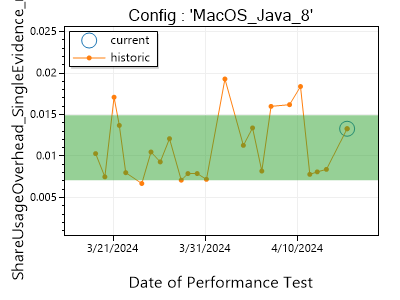 Config : 'MacOS_Java_8'
current
historic
0.025
0.02
0.015
0.01
0.005
ShareUsageOverhead_SingleEvidence_
3/21/2024
3/31/2024
4/10/2024
Date of Performance Test